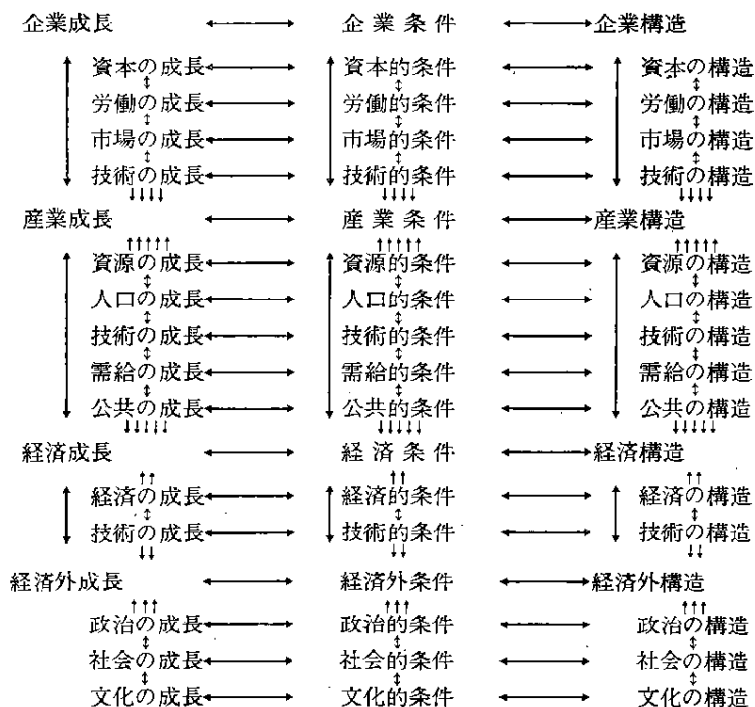 企業成長 企業条件 企業構造
資本の成長 資本的条件 資本の構造
労働の成長 労働的条件 労働の構造
市場の成長 市場的条件 市場の構造
技術の成長 技術的条件 技術の構造
産業成長 産業条件 産業構造
資源の成長 資源的条件 資源の構造
人口の成長 人口的条件 人口の構造
技術の成長 技術的条件 技術の構造
需給の成長 需給的条件 需給の構造
公共の成長 公共的条件 公共の構造
経済成長 経済条件 経済構造
経済の成長 経済的条件 経済の構造
技術の成長 技術的条件 技術の構造
経済外成長 経済外条件 経済外構造
政治の成長 政治的条件 政治の構造
社会の成長 社会的条件 社会の構造
文化の成長 文化的条件 文化の構造